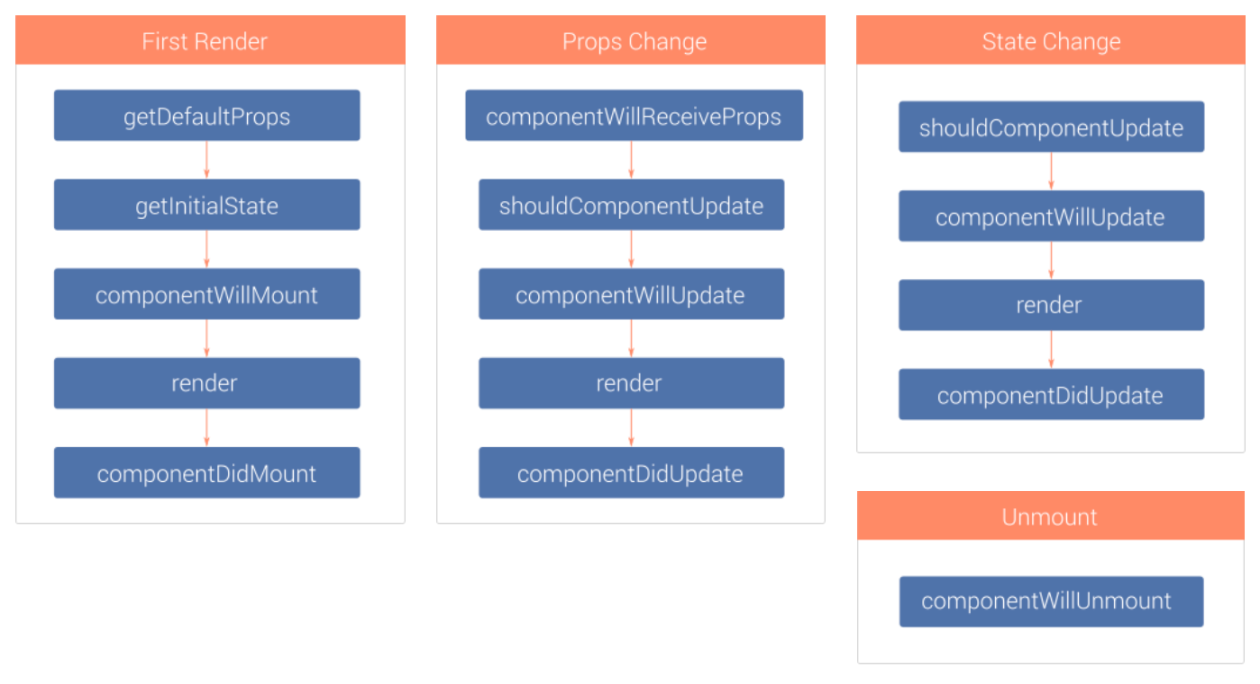 First Render
getDefaultProps
getInitialState
componentWillMount
render
componentDidMount
Props Change
componentWillReceiveProps
shouldComponentUpdate
componentWillUpdate
render
componentDidUpdate
State Change
shouldComponentUpdate
componentWillUpdate
render
componentDidUpdate
Unmount
componentWillUnmount